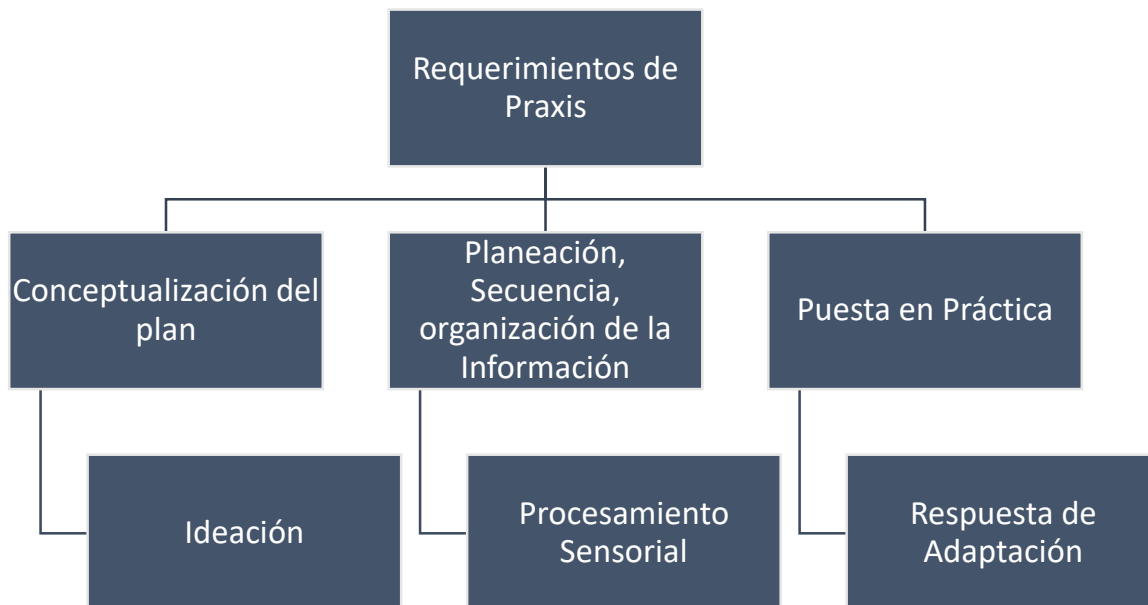 Requerimientos de
Praxis
Conceptualización del
plan
Planeación,
Secuencia,
organización de la
Información
Puesta en Práctica
Ideación
Procesamiento
Sensorial
Respuesta de
Adaptación